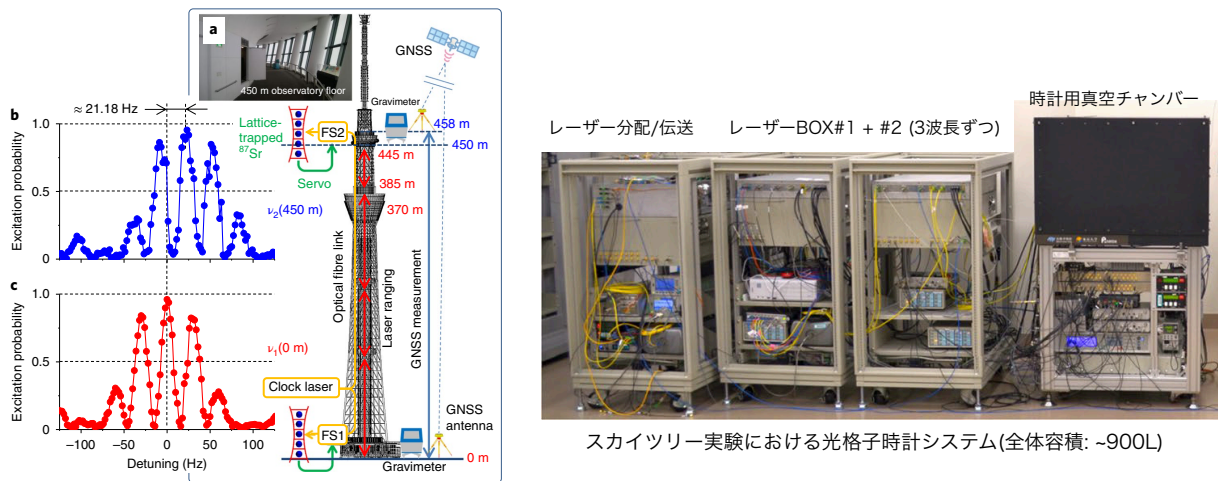 a
450 m observatory floor
GNSS
≈ 21.18 Hz
b
1.0
0.5
0
Excitation probability
Lattice-
trapped
⁸⁷Sr
FS2
Servo
ν₂(450 m)
Gravimeter
458 m
450 m
445 m
385 m
370 m
Optical fibre link
Laser ranging
GNSS measurement
c
1.0
0.5
0
Excitation probability
ν₁(0 m)
Clock laser
FS1
GNSS
antenna
Gravimeter
0 m
−100
−50
0
50
100
Detuning (Hz)
レーザー分配/伝送
レーザーBOX#1 + #2 (3波長ずつ)
時計用真空チャンバー
スカイツリー実験における光格子時計システム(全体容積: ~900L)